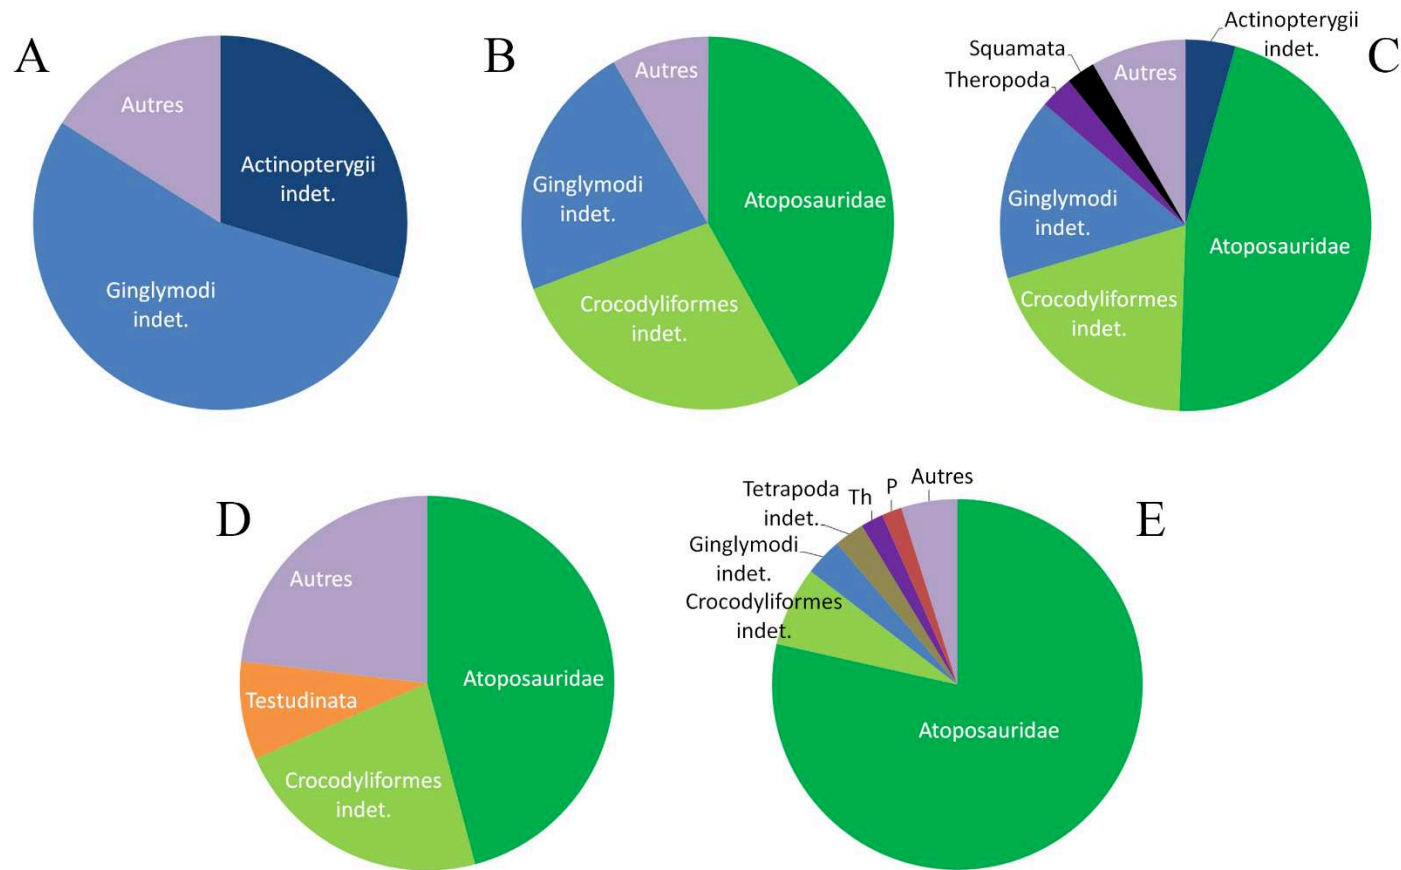 A
Autres
Actinopterygii
indet.
Ginglymodi
indet.
B
Autres
Ginglymodi
indet.
Atoposauridae
Crocodyliformes
indet.
C
Actinopterygii
indet.
Squamata
Theropoda
Autres
Ginglymodi
indet.
Atoposauridae
Crocodyliformes
indet.
D
Autres
Atoposauridae
Testudinata
Crocodyliformes
indet.
E
Autres
P
Th
Tetrapoda
indet.
Ginglymodi
indet.
Crocodyliformes
indet.
Atoposauridae